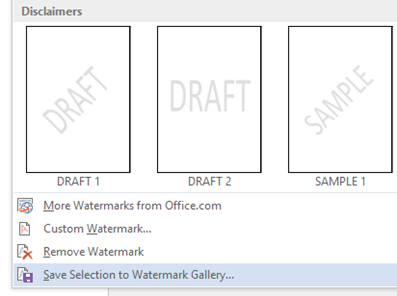 Disclaimers
DRAFT DRAFT SAMPLE
DRAFT 1 DRAFT 2 SAMPLE 1
More Watermarks from Office.com
Custom Watermark...
Remove Watermark
Save Selection to Watermark Gallery...